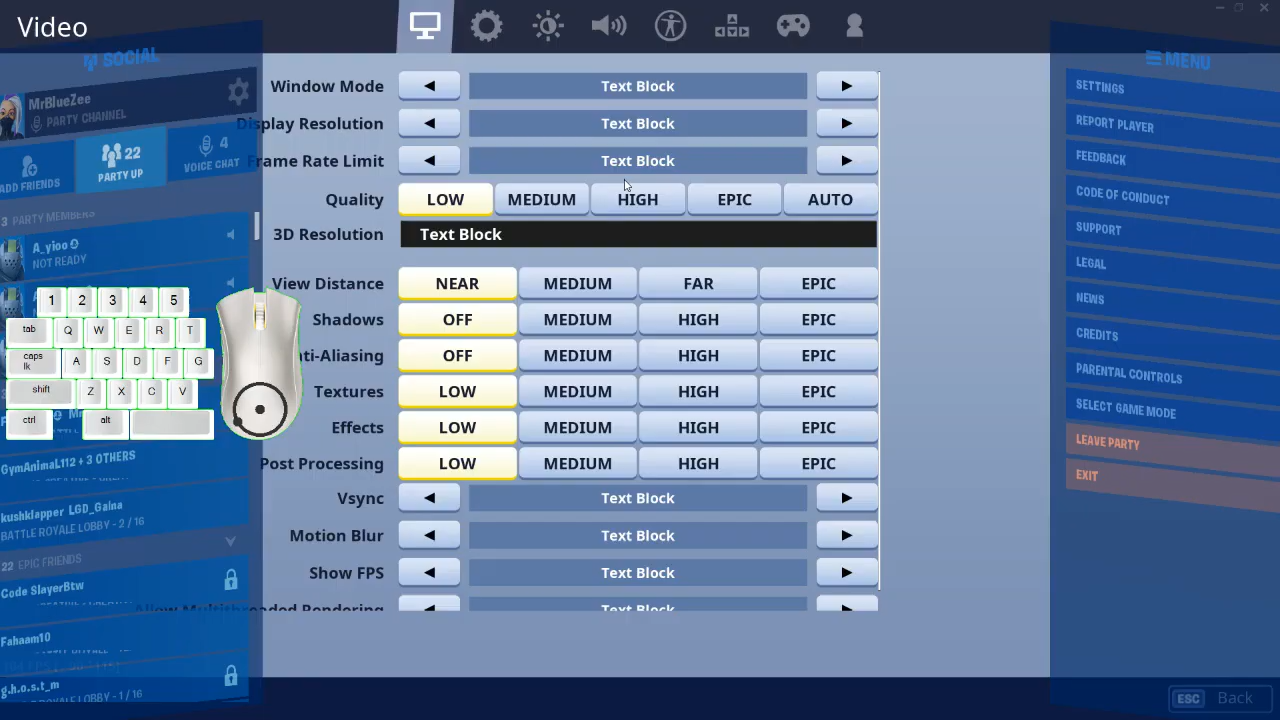 Video
SOCIAL
MrBlueZee
PARTY CHANNEL
ADD FRIENDS
22
PARTY UP
4
VOICE CHAT
3 PARTY MEMBERS
A_yioo
NOT READY
1 2 3 4 5
tab Q W E R T
caps lk A S D F G
shift Z X C V
ctrl alt
GymAnimaL112 + 3 OTHERS
kushklapper LGD_Galna
BATTLE ROYALE LOBBY - 2 / 16
22 EPIC FRIENDS
Code SlayerBtw
Fahaam10
g.h.o.s.t_m
ROYALE LOBBY - 1 / 16
Window Mode Text Block
Display Resolution Text Block
Frame Rate Limit Text Block
Quality LOW MEDIUM HIGH EPIC AUTO
3D Resolution Text Block
View Distance NEAR MEDIUM FAR EPIC
Shadows OFF MEDIUM HIGH EPIC
ti-Aliasing OFF MEDIUM HIGH EPIC
Textures LOW MEDIUM HIGH EPIC
Effects LOW MEDIUM HIGH EPIC
Post Processing LOW MEDIUM HIGH EPIC
Vsync Text Block
Motion Blur Text Block
Show FPS Text Block
Allow Multithreaded Rendering Text Block
MENU
SETTINGS
REPORT PLAYER
FEEDBACK
CODE OF CONDUCT
SUPPORT
LEGAL
NEWS
CREDITS
PARENTAL CONTROLS
SELECT GAME MODE
LEAVE PARTY
EXIT
ESC Back